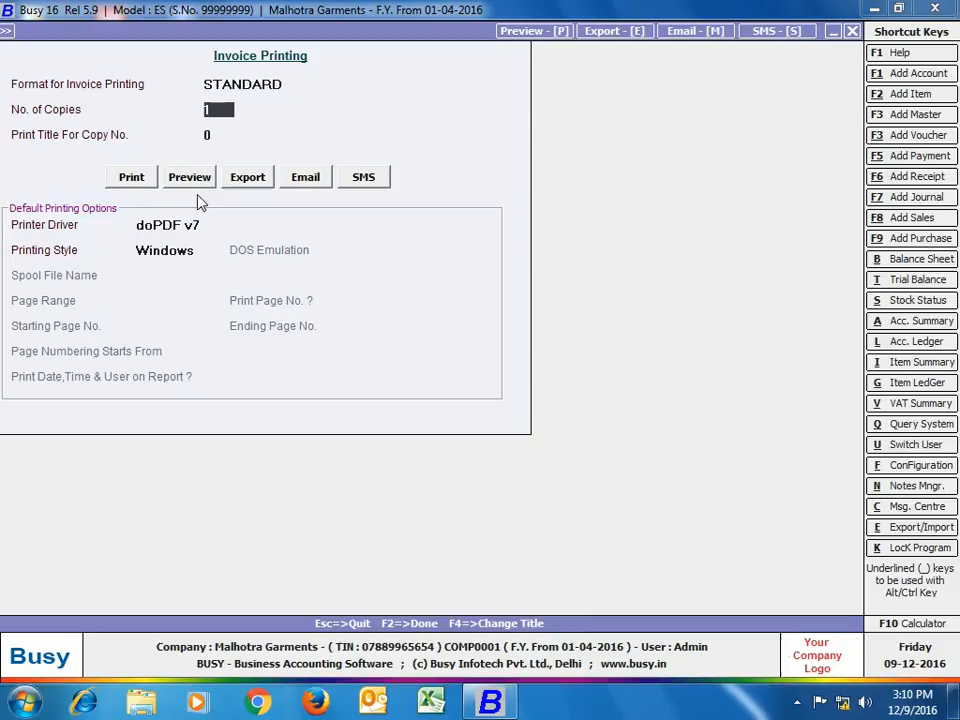 Busy 16 Rel 5.9 | Model : ES (S.No. 99999999) | Malhotra Garments - F.Y. From 01-04-2016
>> Preview - [P] Export - [E] Email - [M] SMS - [S]
Invoice Printing
Format for Invoice Printing STANDARD
No. of Copies 1
Print Title For Copy No. 0
Print Preview Export Email SMS
Default Printing Options
Printer Driver doPDF v7
Printing Style Windows DOS Emulation
Spool File Name
Page Range Print Page No. ?
Starting Page No. Ending Page No.
Page Numbering Starts From
Print Date,Time & User on Report ?
Shortcut Keys
F1 Help
F1 Add Account
F2 Add Item
F3 Add Master
F3 Add Voucher
F5 Add Payment
F6 Add Receipt
F7 Add Journal
F8 Add Sales
F9 Add Purchase
B Balance Sheet
T Trial Balance
S Stock Status
A Acc. Summary
L Acc. Ledger
I Item Summary
G Item LedGer
V VAT Summary
Q Query System
U Switch User
F ConFiguration
N Notes Mngr.
C Msg. Centre
E Export/Import
K LocK Program
Underlined (_) keys
to be used with
Alt/Ctrl Key
Esc=>Quit F2=>Done F4=>Change Title
F10 Calculator
Busy
Company : Malhotra Garments - ( TIN : 07889965654 ) COMP0001 ( F.Y. From 01-04-2016 ) - User : Admin
BUSY - Business Accounting Software ; (c) Busy Infotech Pvt. Ltd., Delhi ; www.busy.in
Your
Company
Logo
Friday
09-12-2016
3:10 PM
12/9/2016